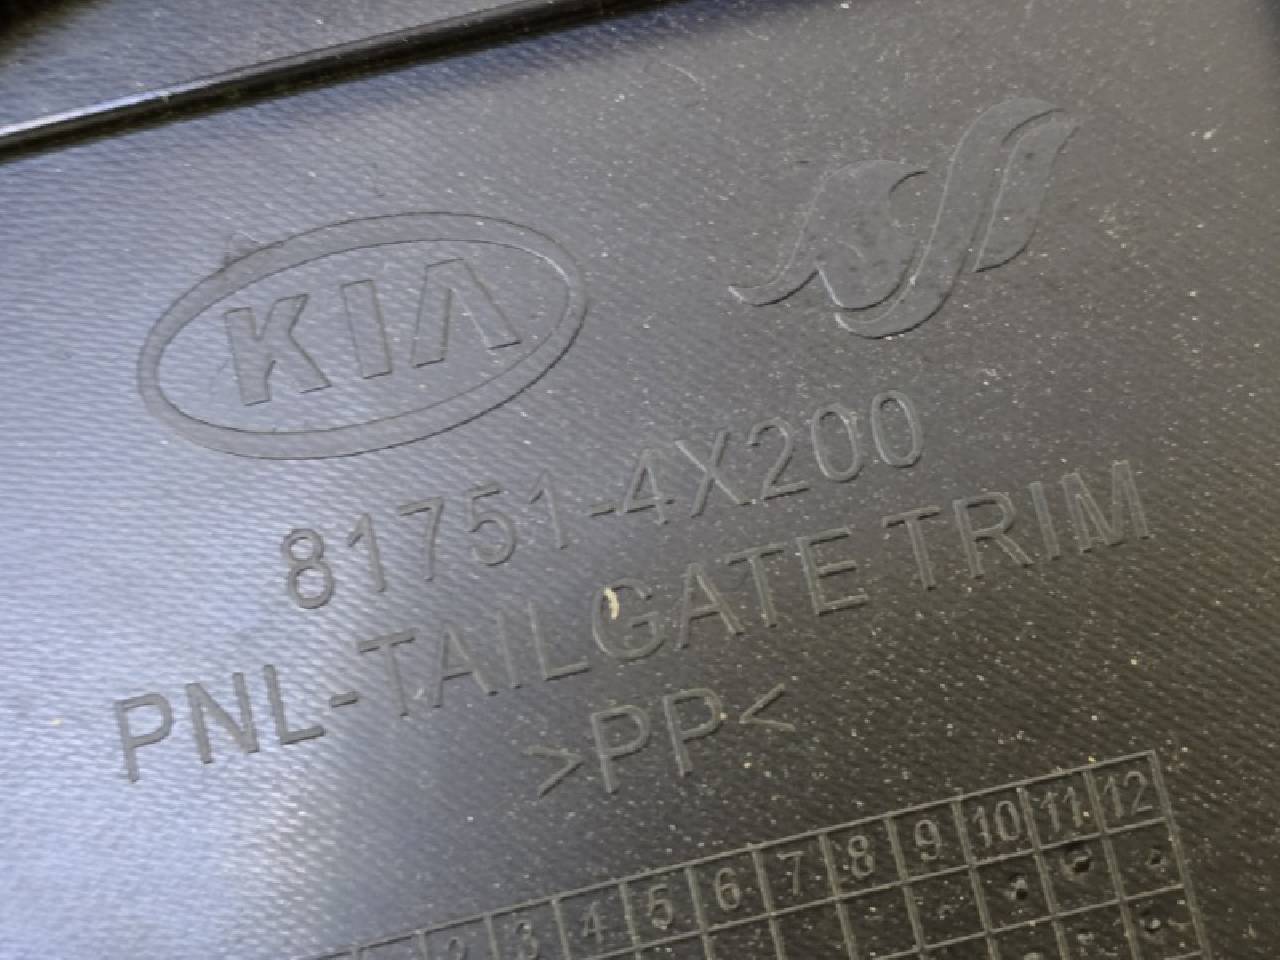 KIA
81751-4X200
PNL-TAILGATE TRIM
>PP<
2 3 4 5 6 7 8 9 10 11 12